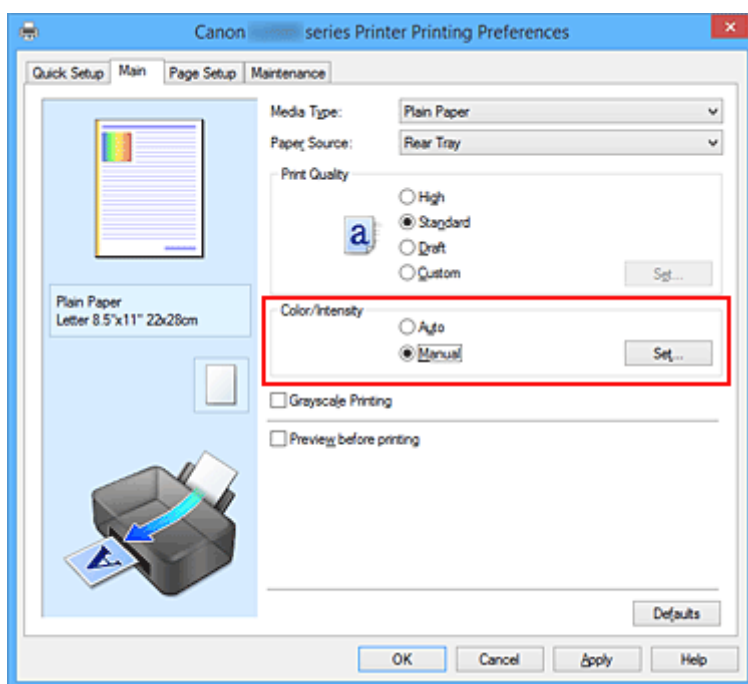 Canon series Printer Printing Preferences
Quick Setup Main Page Setup Maintenance
Media Type: Plain Paper
Paper Source: Rear Tray
Print Quality
High
a Standard
Draft
Custom Set...
Plain Paper
Letter 8.5"x11" 22x28cm
Color/Intensity
Auto
Manual Set...
Grayscale Printing
Preview before printing
A
Defaults
OK Cancel Apply Help